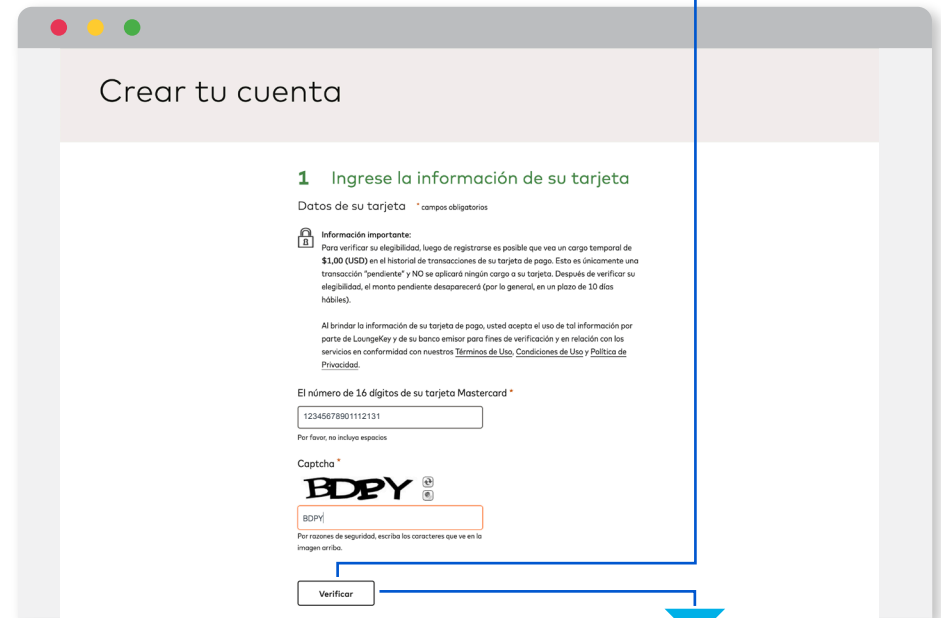 Crear tu cuenta
1 Ingrese la información de su tarjeta
Datos de su tarjeta * campos obligatorios
Información importante:
Para verificar su elegibilidad, luego de registrarse es posible que vea un cargo temporal de
$1,00 (USD) en el historial de transacciones de su tarjeta de pago. Esto es únicamente una
transacción "pendiente" y NO se aplicará ningún cargo a su tarjeta. Después de verificar su
elegibilidad, el monto pendiente desaparecerá (por lo general, en un plazo de 10 días
hábiles).
Al brindar la información de su tarjeta de pago, usted acepta el uso de tal información por
parte de LoungeKey y de su banco emisor para fines de verificación y en relación con los
servicios en conformidad con nuestros Términos de Uso, Condiciones de Uso y Política de
Privacidad.
El número de 16 dígitos de su tarjeta Mastercard *
12345678901112131
Por favor, no incluya espacios
Captcha *
BDPY
BDPY
Por razones de seguridad, escriba los caracteres que ve en la
imagen arriba.
Verificar